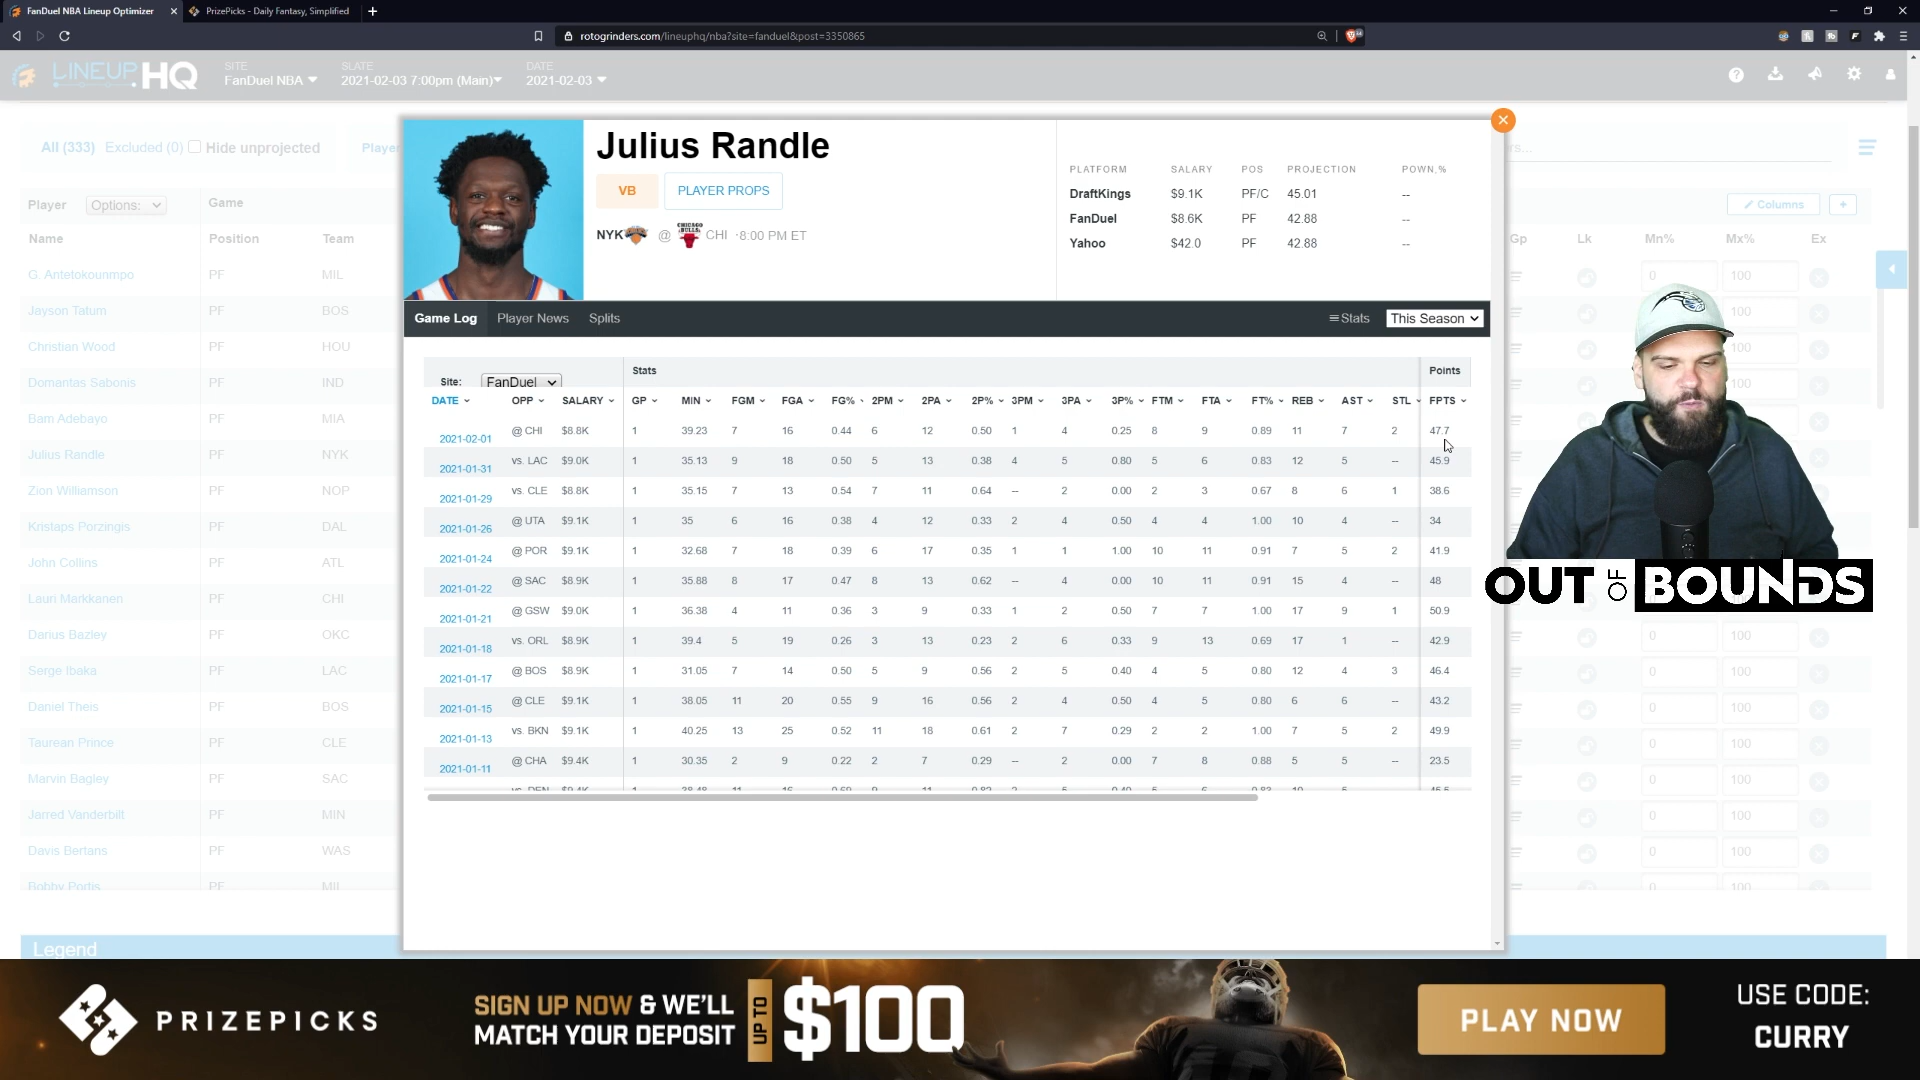 FanDuel NBA Lineup Optimizer
PrizePicks - Daily Fantasy, Simplified
rotogrinders.com/lineuphq/nba?site=fanduel&post=3350865
LINEUPHQ
SITE
FanDuel NBA
SLATE
2021-02-03 7:00pm (Main)
DATE
2021-02-03
All (333) Excluded (0) Hide unprojected
Player Options: Game
Name Position Team
G. Antetokounmpo PF MIL
Jayson Tatum PF BOS
Christian Wood PF HOU
Domantas Sabonis PF IND
Bam Adebayo PF MIA
Julius Randle PF NYK
Zion Williamson PF NOP
Kristaps Porzingis PF DAL
John Collins PF ATL
Lauri Markkanen PF CHI
Darius Bazley PF OKC
Serge Ibaka PF LAC
Daniel Theis PF BOS
Taurean Prince PF CLE
Marvin Bagley PF SAC
Jarred Vanderbilt PF MIN
Davis Bertans PF WAS
Bobby Portis PF MIL
Legend
Julius Randle
VB PLAYER PROPS
NYK @ CHI · 8:00 PM ET
PLATFORM SALARY POS PROJECTION POWN,%
DraftKings $9.1K PF/C 45.01 --
FanDuel $8.6K PF 42.88 --
Yahoo $42.0 PF 42.88 --
Game Log Player News Splits Stats This Season
Site: FanDuel Stats Points
DATE OPP SALARY GP MIN FGM FGA FG% 2PM 2PA 2P% 3PM 3PA 3P% FTM FTA FT% REB AST STL FPTS
2021-02-01 @ CHI $8.8K 1 39.23 7 16 0.44 6 12 0.50 1 4 0.25 8 9 0.89 11 7 2 47.7
2021-01-31 vs. LAC $9.0K 1 35.13 9 18 0.50 5 13 0.38 4 5 0.80 5 6 0.83 12 5 -- 45.9
2021-01-29 vs. CLE $8.8K 1 35.15 7 13 0.54 7 11 0.64 -- 2 0.00 2 3 0.67 8 6 1 38.6
2021-01-26 @ UTA $9.1K 1 35 6 16 0.38 4 12 0.33 2 4 0.50 4 4 1.00 10 4 -- 34
2021-01-24 @ POR $9.1K 1 32.68 7 18 0.39 6 17 0.35 1 1 1.00 10 11 0.91 7 5 2 41.9
2021-01-22 @ SAC $8.9K 1 35.88 8 17 0.47 8 13 0.62 -- 4 0.00 10 11 0.91 15 4 -- 48
2021-01-21 @ GSW $9.0K 1 36.38 4 11 0.36 3 9 0.33 1 2 0.50 7 7 1.00 17 9 1 50.9
2021-01-18 vs. ORL $8.9K 1 39.4 5 19 0.26 3 13 0.23 2 6 0.33 9 13 0.69 17 1 -- 42.9
2021-01-17 @ BOS $8.9K 1 31.05 7 14 0.50 5 9 0.56 2 5 0.40 4 5 0.80 12 4 3 46.4
2021-01-15 @ CLE $9.1K 1 38.05 11 20 0.55 9 16 0.56 2 4 0.50 4 5 0.80 6 6 -- 43.2
2021-01-13 vs. BKN $9.1K 1 40.25 13 25 0.52 11 18 0.61 2 7 0.29 2 2 1.00 7 5 2 49.9
2021-01-11 @ CHA $9.4K 1 30.35 2 9 0.22 2 7 0.29 -- 2 0.00 7 8 0.88 5 5 -- 23.5
Columns +
Gp Lk Mn% Mx% Ex
0 100
100
100
100
0 100
0 100
0 100
0 100
0 100
0 100
0 100
0 100
OUT OF BOUNDS
PRIZEPICKS
SIGN UP NOW & WE'LL
MATCH YOUR DEPOSIT
UP TO
$100
PLAY NOW
USE CODE:
CURRY